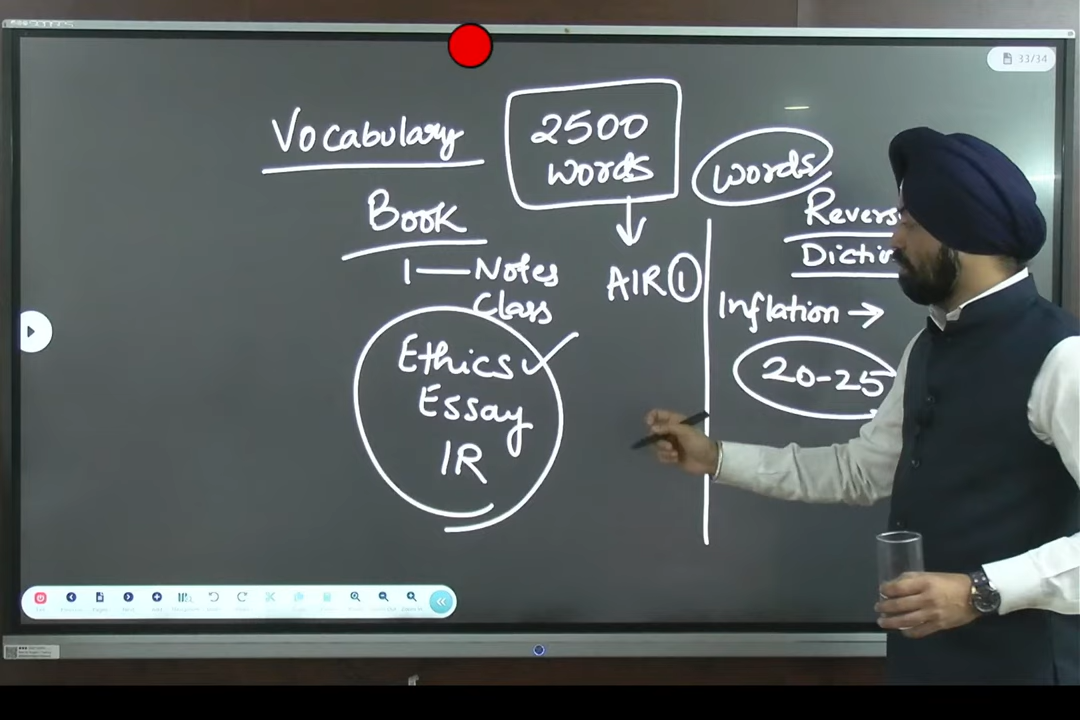 33/34
Vocabulary
2500
words
words
Book
1 — Notes
Class
AIR 1
Ethics ✓
Essay
IR
Inflation →
20-25